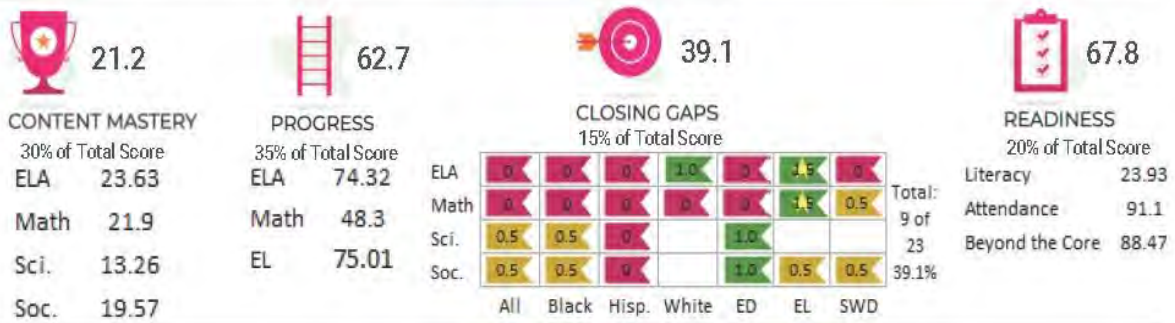 21.2
CONTENT MASTERY
30% of Total Score
ELA 23.63
Math 21.9
Sci. 13.26
Soc. 19.57
62.7
PROGRESS
35% of Total Score
ELA 74.32
Math 48.3
EL 75.01
39.1
CLOSING GAPS
15% of Total Score
ELA 0 0 0 1.0 0 1.5 0
Math 0 0 0 0 0 1.5 0.5
Sci. 0.5 0.5 0 1.0
Soc. 0.5 0.5 0 1.0 0.5 0.5
All Black Hisp. White ED EL SWD
Total:
9 of
23
39.1%
67.8
READINESS
20% of Total Score
Literacy 23.93
Attendance 91.1
Beyond the Core 88.47